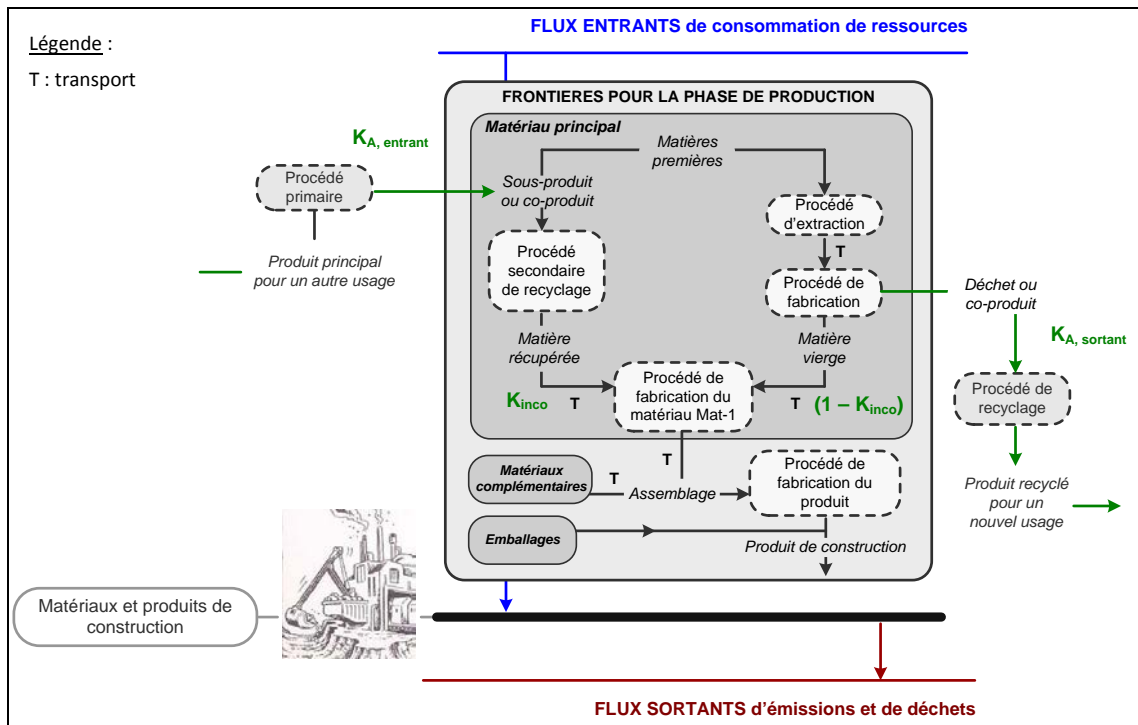 FLUX ENTRANTS de consommation de ressources
Légende :
T : transport
FRONTIERES POUR LA PHASE DE PRODUCTION
Matériau principal
K_A, entrant
Matières
premières
Procédé
primaire
Sous-produit
ou co-produit
Procédé
d'extraction
T
Produit principal
pour un autre usage
Procédé
secondaire
de recyclage
Procédé de
fabrication
Déchet ou
co-produit
Matière
récupérée
Matière
vierge
K_A, sortant
Procédé de
fabrication du
matériau Mat-1
K_inco T
T (1 – K_inco)
Procédé de
recyclage
T
Matériaux
complémentaires
T
Assemblage
Procédé de
fabrication du
produit
Produit recyclé
pour un
nouvel usage
Emballages
Produit de construction
Matériaux et produits de
construction
FLUX SORTANTS d'émissions et de déchets